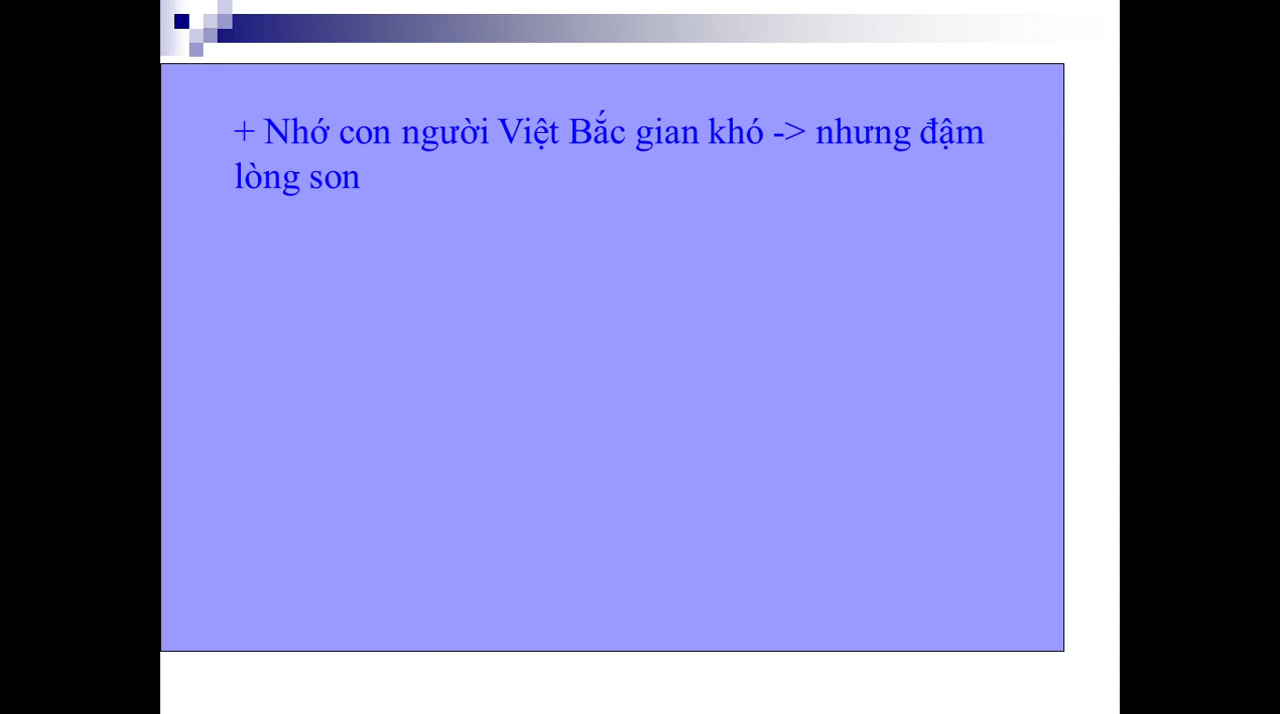 + Nhớ con người Việt Bắc gian khó -> nhưng đậm
lòng son